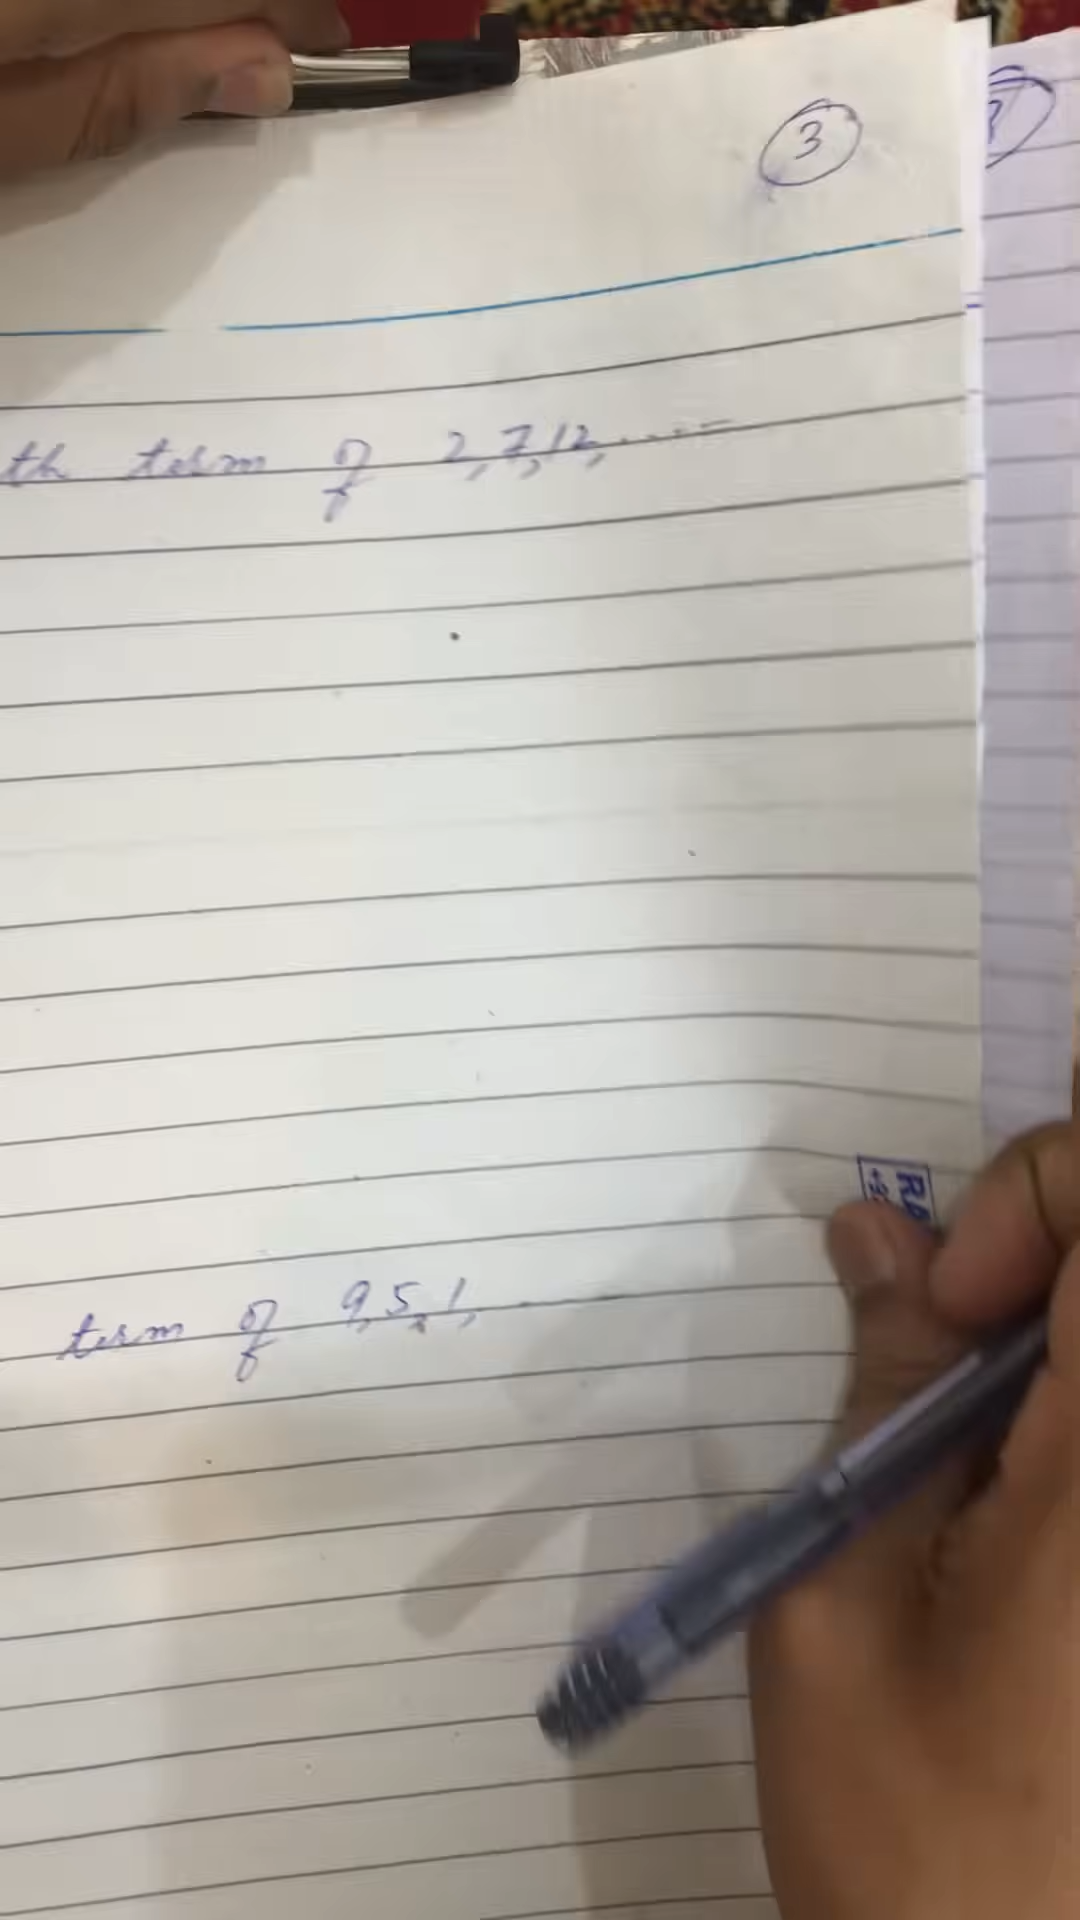 3
th term of 2, 7, 12, .....
term of 9, 5, 1,